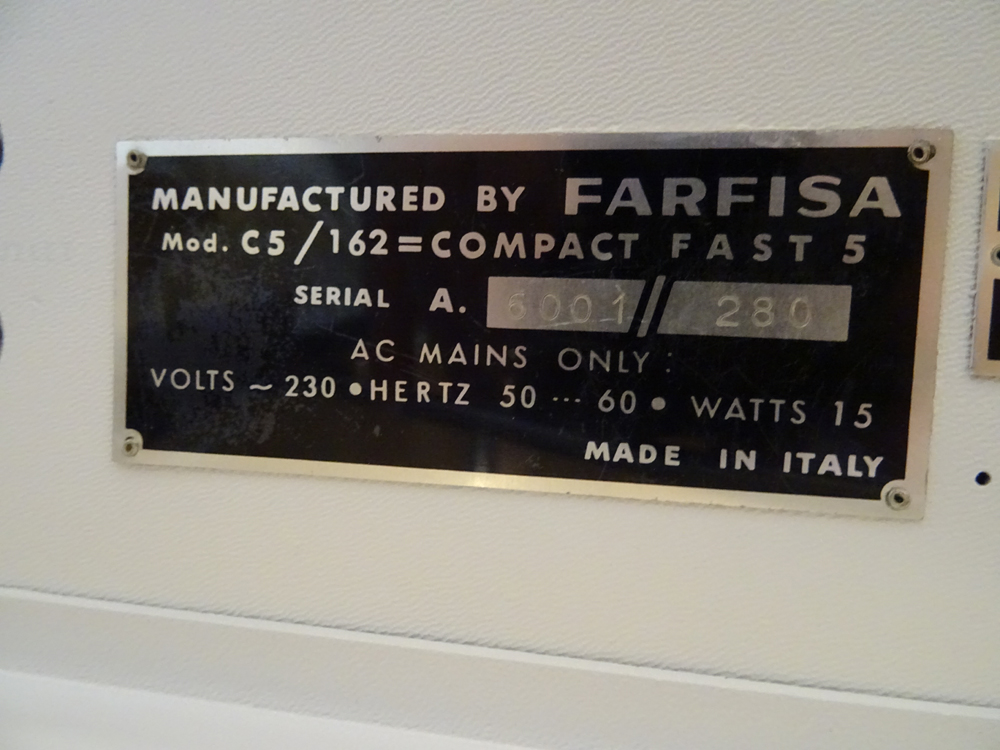 MANUFACTURED BY FARFISA
Mod. C5/162=COMPACT FAST 5
SERIAL A. 6001// 280
AC MAINS ONLY:
VOLTS ~ 230 • HERTZ 50 ... 60 • WATTS 15
MADE IN ITALY